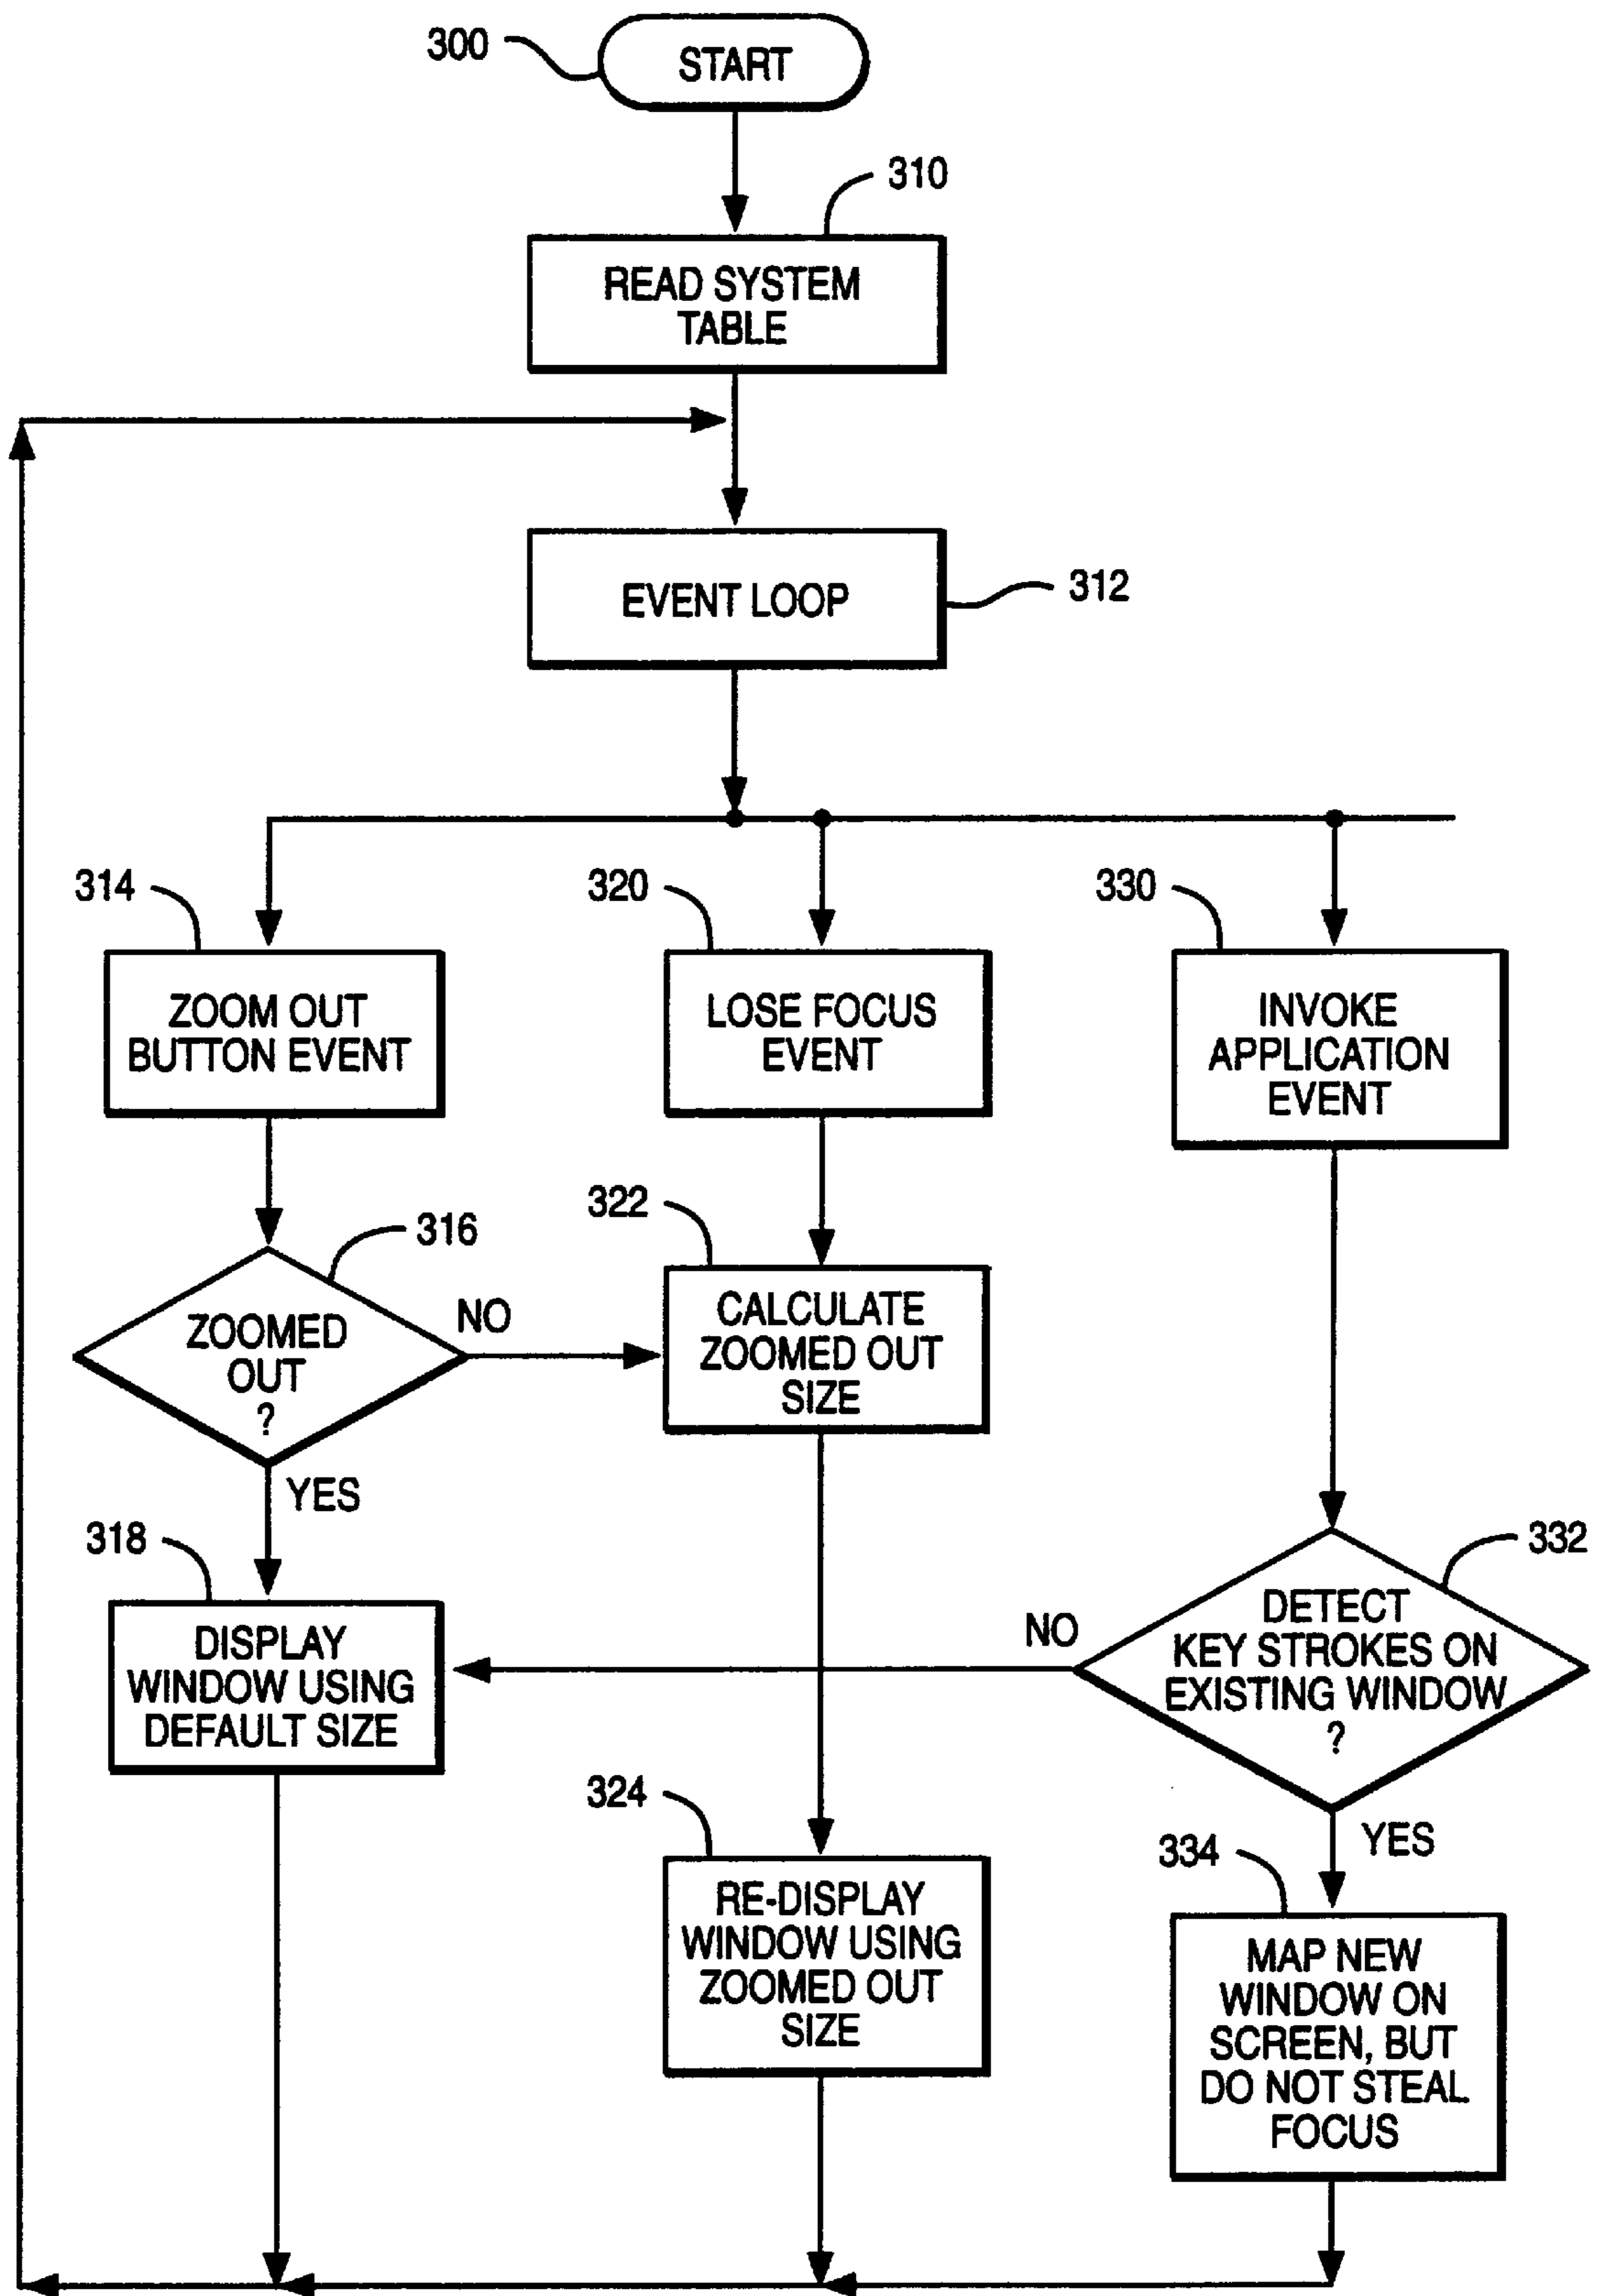 300
START
310
READ SYSTEM
TABLE
EVENT LOOP
312
314
ZOOM OUT
BUTTON EVENT
320
LOSE FOCUS
EVENT
330
INVOKE
APPLICATION
EVENT
316
ZOOMED
OUT
?
NO
YES
322
CALCULATE
ZOOMED OUT
SIZE
332
DETECT
KEY STROKES ON
EXISTING WINDOW
?
NO
YES
318
DISPLAY
WINDOW USING
DEFAULT SIZE
324
RE-DISPLAY
WINDOW USING
ZOOMED OUT
SIZE
334
MAP NEW
WINDOW ON
SCREEN, BUT
DO NOT STEAL
FOCUS